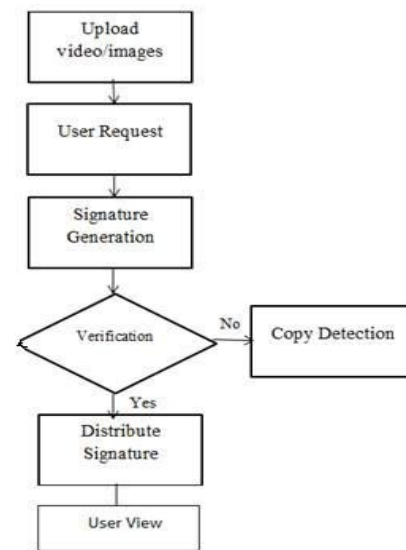 Upload
video/images
User Request
Signature
Generation
Verification
No
Copy Detection
Yes
Distribute
Signature
User View